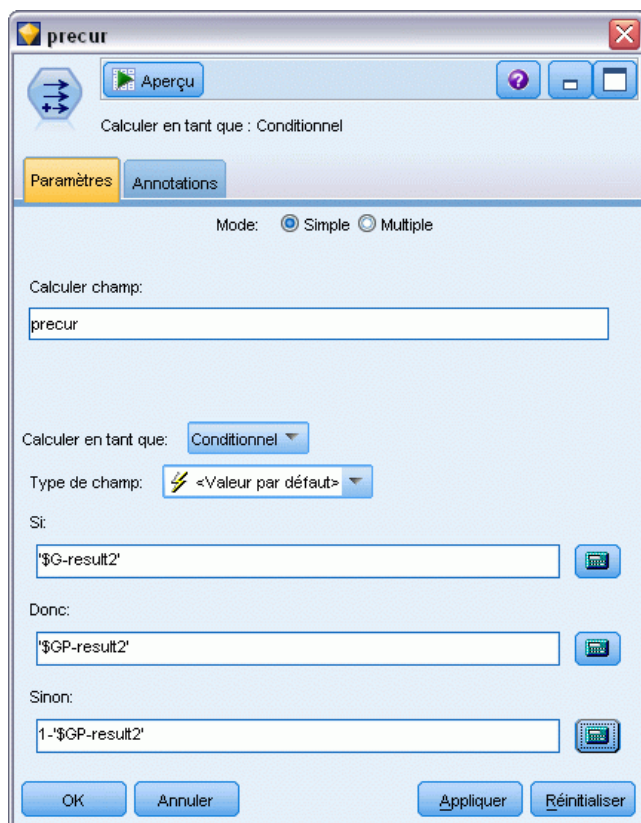 precur
Aperçu
Calculer en tant que : Conditionnel
Paramètres
Annotations
Mode: Simple Multiple
Calculer champ:
precur
Calculer en tant que: Conditionnel
Type de champ: <Valeur par défaut>
Si:
'$G-result2'
Donc:
'$GP-result2'
Sinon:
1-'$GP-result2'
OK Annuler Appliquer Réinitialiser